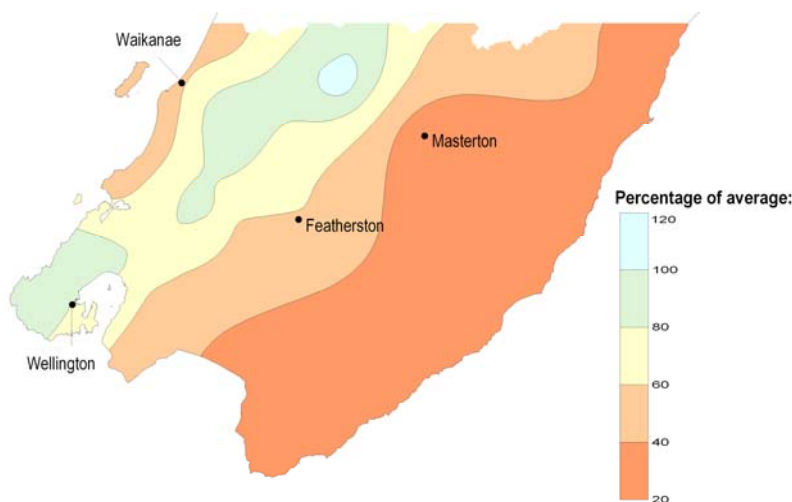 Waikanae
Masterton
Percentage of average:
120
Featherston
100
80
Wellington
60
40
20